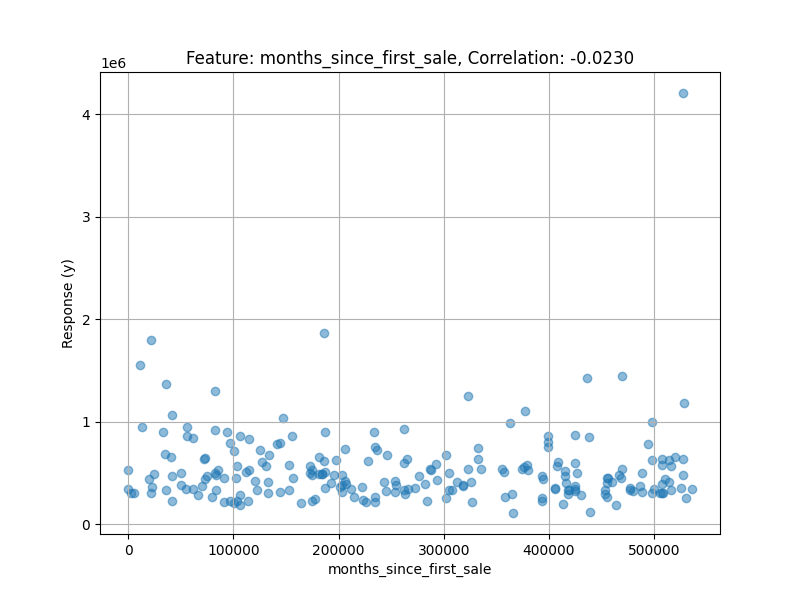 Feature: months_since_first_sale, Correlation: -0.0230
1e6
4
3
2
1
0
Response (y)
0 100000 200000 300000 400000 500000
months_since_first_sale